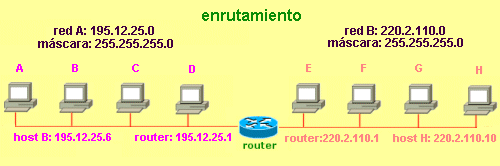 enrutamiento
red A: 195.12.25.0
máscara: 255.255.255.0
red B: 220.2.110.0
máscara: 255.255.255.0
A B C D E F G H
host B: 195.12.25.6 router: 195.12.25.1 router:220.2.110.1 host H: 220.2.110.10
router